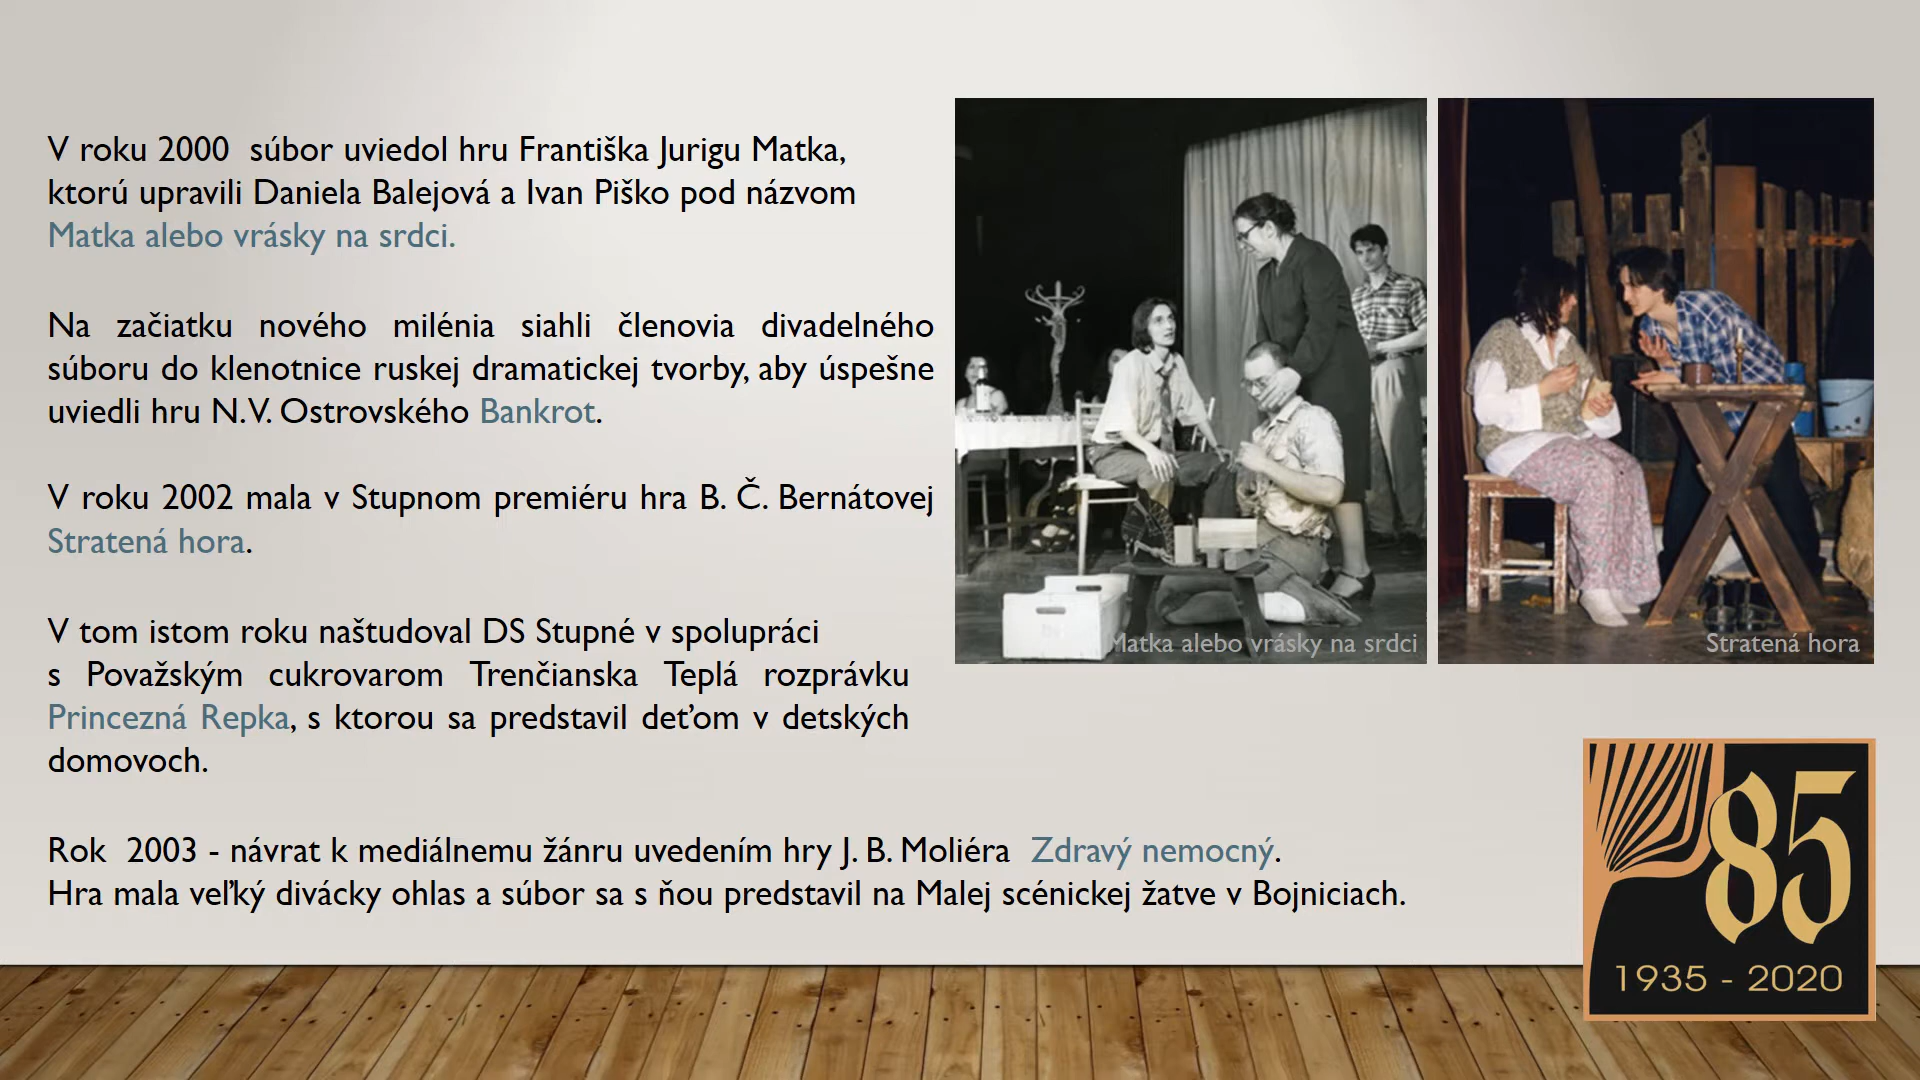 V roku 2000 súbor uviedol hru Františka Jurigu Matka,
ktorú upravili Daniela Balejová a Ivan Piško pod názvom
Matka alebo vrásky na srdci.
Na začiatku nového milénia siahli členovia divadelného
súboru do klenotnice ruskej dramatickej tvorby, aby úspešne
uviedli hru N.V. Ostrovského Bankrot.
V roku 2002 mala v Stupnom premiéru hra B. Č. Bernátovej
Stratená hora.
V tom istom roku naštudoval DS Stupné v spolupráci
s Považským cukrovarom Trenčianska Teplá rozprávku
Princezná Repka, s ktorou sa predstavil deťom v detských
domovoch.
Rok 2003 - návrat k mediálnemu žánru uvedením hry J. B. Moliéra Zdravý nemocný.
Hra mala veľký divácky ohlas a súbor sa s ňou predstavil na Malej scénickej žatve v Bojniciach.
Matka alebo vrásky na srdci
Stratená hora
85
1935 - 2020